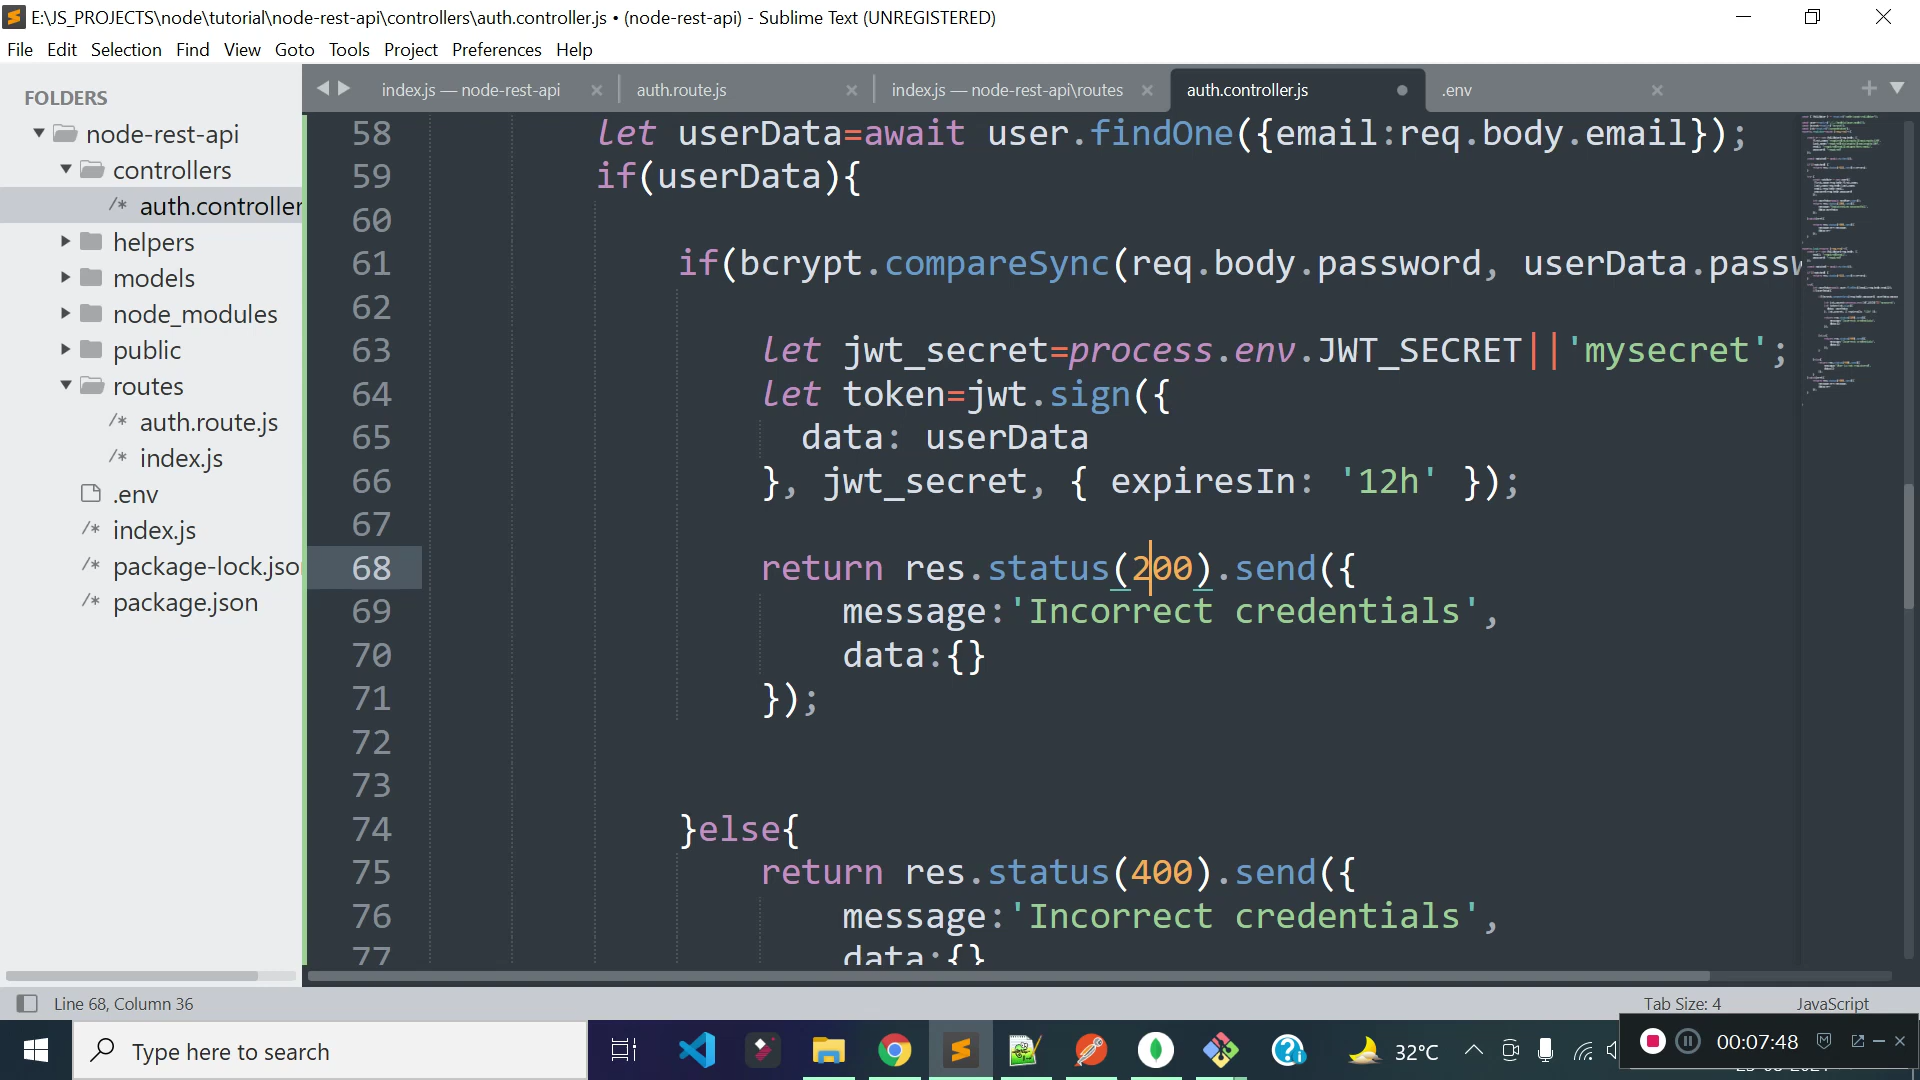 E:\JS_PROJECTS\node\tutorial\node-rest-api\controllers\auth.controller.js • (node-rest-api) - Sublime Text (UNREGISTERED)
File Edit Selection Find View Goto Tools Project Preferences Help
index.js — node-rest-api auth.route.js index.js — node-rest-api\routes auth.controller.js .env
FOLDERS
node-rest-api
controllers
/* auth.controller
helpers
models
node_modules
public
routes
/* auth.route.js
/* index.js
.env
/* index.js
/* package-lock.jso
/* package.json
58 let userData=await user.findOne({email:req.body.email});
59 if(userData){
60
61 if(bcrypt.compareSync(req.body.password, userData.passw
62
63 let jwt_secret=process.env.JWT_SECRET||'mysecret';
64 let token=jwt.sign({
65 data: userData
66 }, jwt_secret, { expiresIn: '12h' });
67
68 return res.status(200).send({
69 message:'Incorrect credentials',
70 data:{}
71 });
72
73
74 }else{
75 return res.status(400).send({
76 message:'Incorrect credentials',
77 data:{}
Line 68, Column 36 Tab Size: 4 JavaScript
Type here to search 32°C 00:07:48